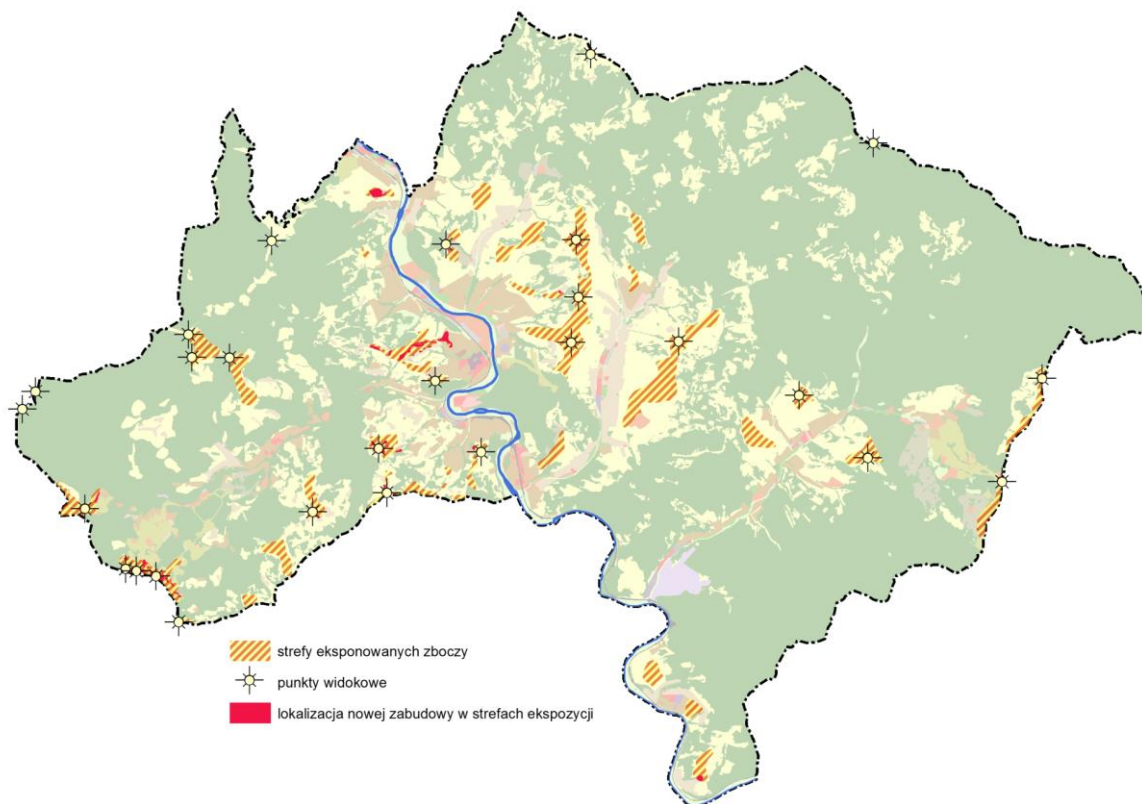 strefy eksponowanych zboczy
punkty widokowe
lokalizacja nowej zabudowy w strefach ekspozycji